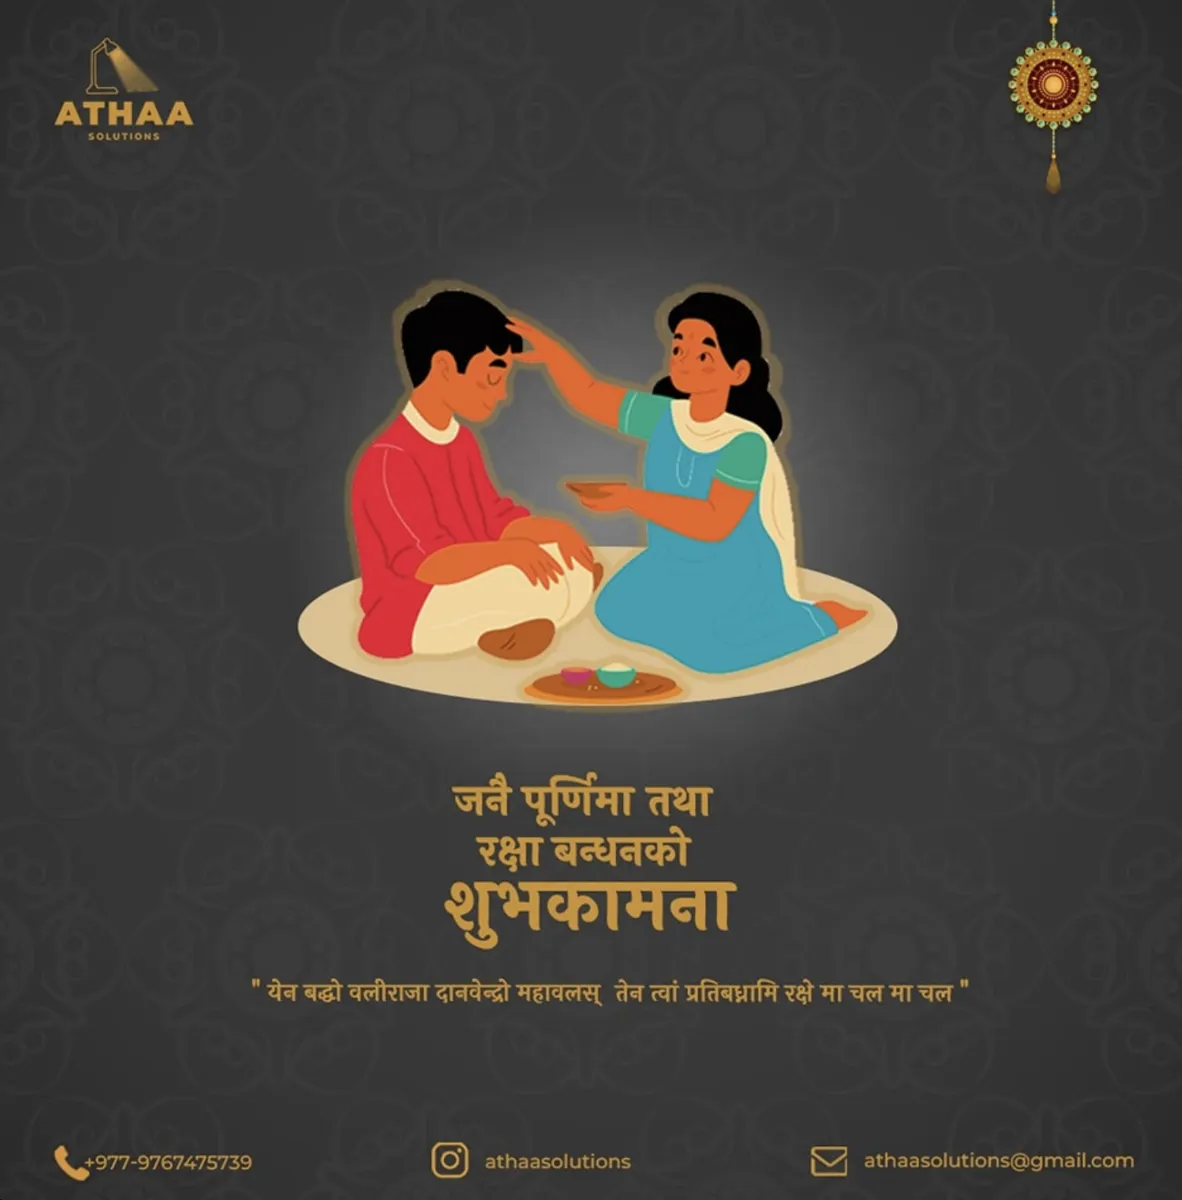 ATHAA
SOLUTIONS
जनै पूर्णिमा तथा
रक्षा बन्धनको
शुभकामना
" येन बद्धो वलीराजा दानवेन्द्रो महावलस् तेन त्वां प्रतिबध्नामि रक्षे मा चल मा चल "
+977-9767475739
athaasolutions
athaasolutions@gmail.com